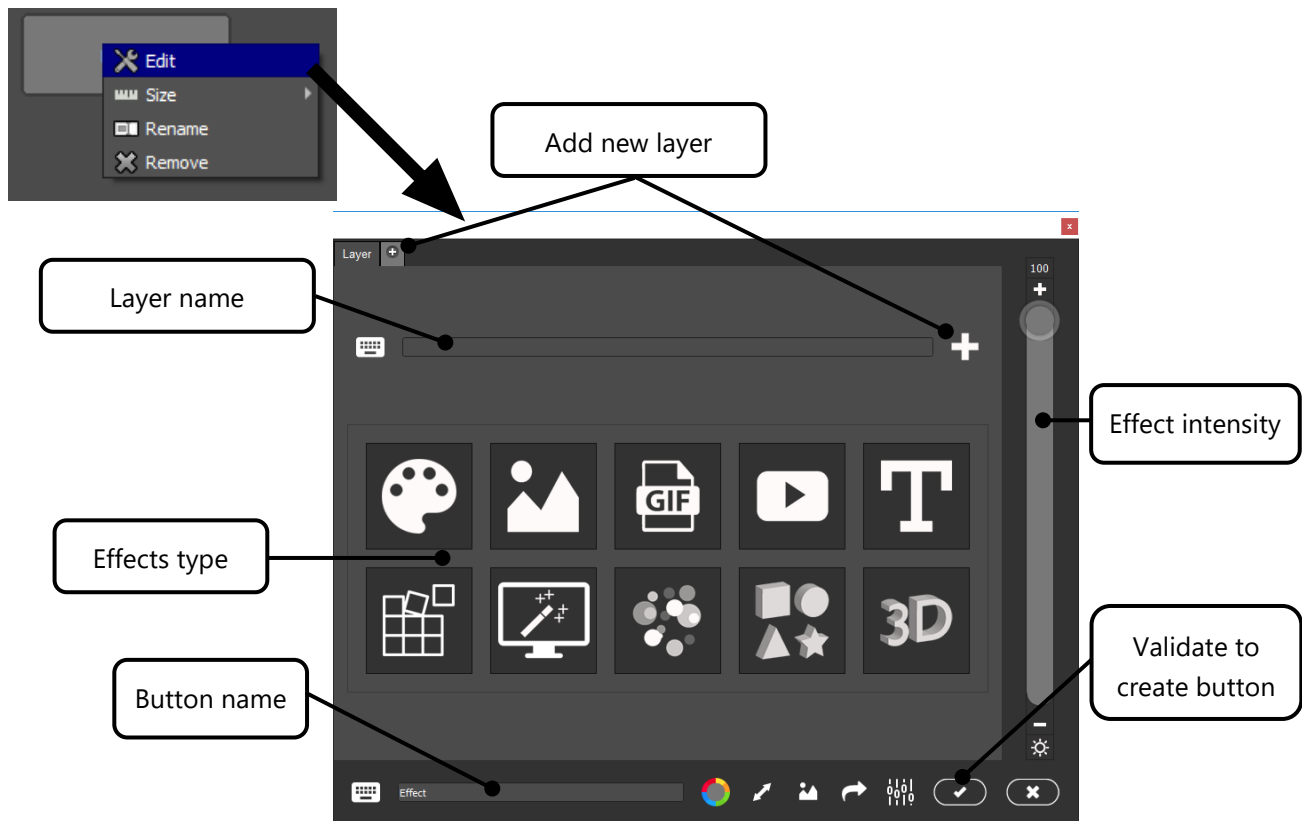 Edit
Size
Rename
Remove
Add new layer
x
Layer
100
Layer name
Effect intensity
GIF
T
Effects type
3D
Validate to
create button
Button name
Effect